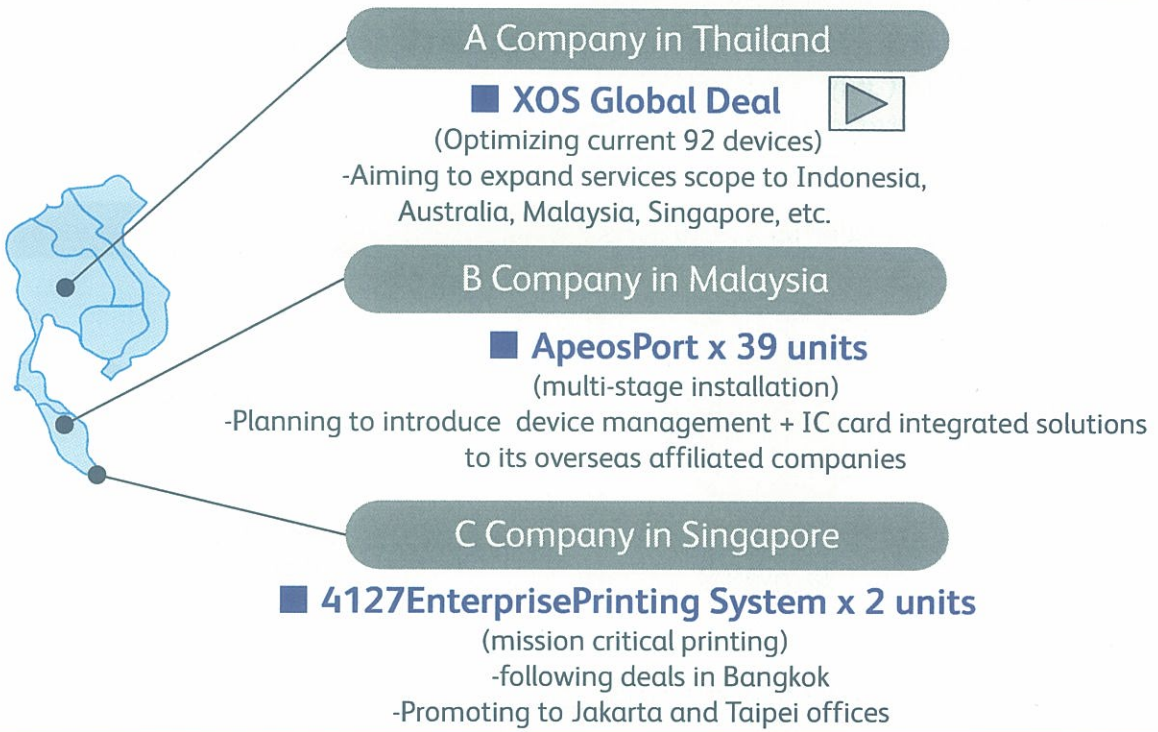 A Company in Thailand
■ XOS Global Deal
(Optimizing current 92 devices)
-Aiming to expand services scope to Indonesia,
Australia, Malaysia, Singapore, etc.
B Company in Malaysia
■ ApeosPort x 39 units
(multi-stage installation)
-Planning to introduce device management + IC card integrated solutions
to its overseas affiliated companies
C Company in Singapore
■ 4127EnterprisePrinting System x 2 units
(mission critical printing)
-following deals in Bangkok
-Promoting to Jakarta and Taipei offices